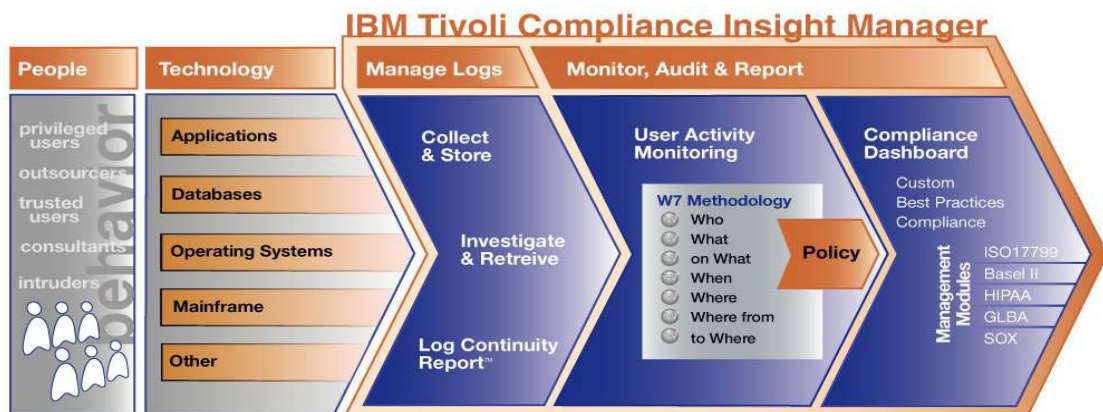 IBM Tivoli Compliance Insight Manager
People
Technology
Manage Logs
Monitor, Audit & Report
privileged
users
outsourcers
trusted
users
consultants
intruders
behavior
Applications
Databases
Operating Systems
Mainframe
Other
Collect
& Store
Investigate
& Retreive
Log Continuity
Report™
User Activity
Monitoring
W7 Methodology
Who
What
on What
When
Where
Where from
to Where
Policy
Compliance
Dashboard
Custom
Best Practices
Compliance
Management
Modules
ISO17799
Basel II
HIPAA
GLBA
SOX